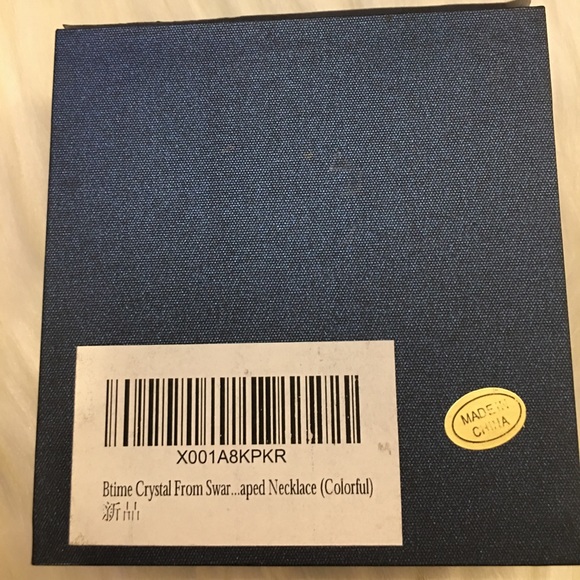 X001A8KPKR
Btime Crystal From Swar...aped Necklace (Colorful)
新品
MADE IN
CHINA